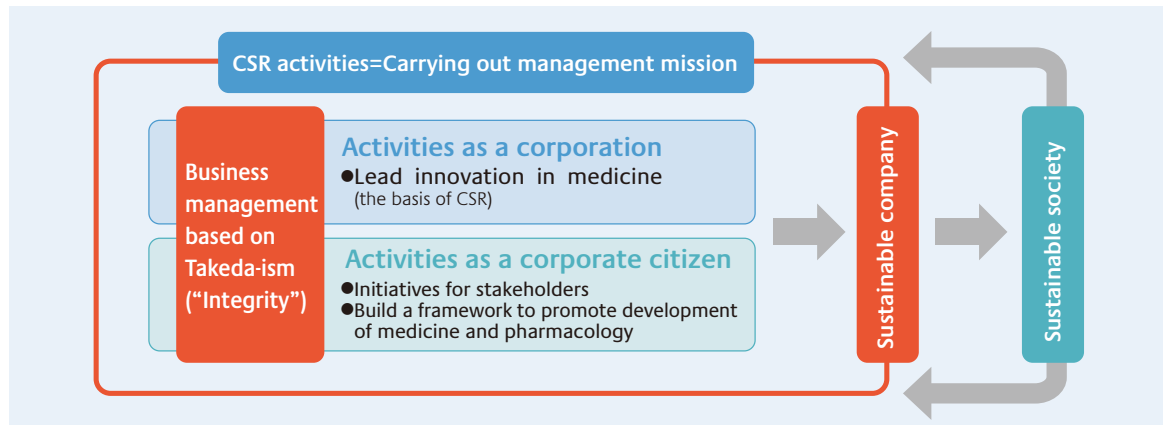 CSR activities=Carrying out management mission
Business
management
based on
Takeda-ism
(“Integrity”)
Activities as a corporation
●Lead innovation in medicine
(the basis of CSR)
Activities as a corporate citizen
●Initiatives for stakeholders
●Build a framework to promote development
of medicine and pharmacology
Sustainable company
Sustainable society